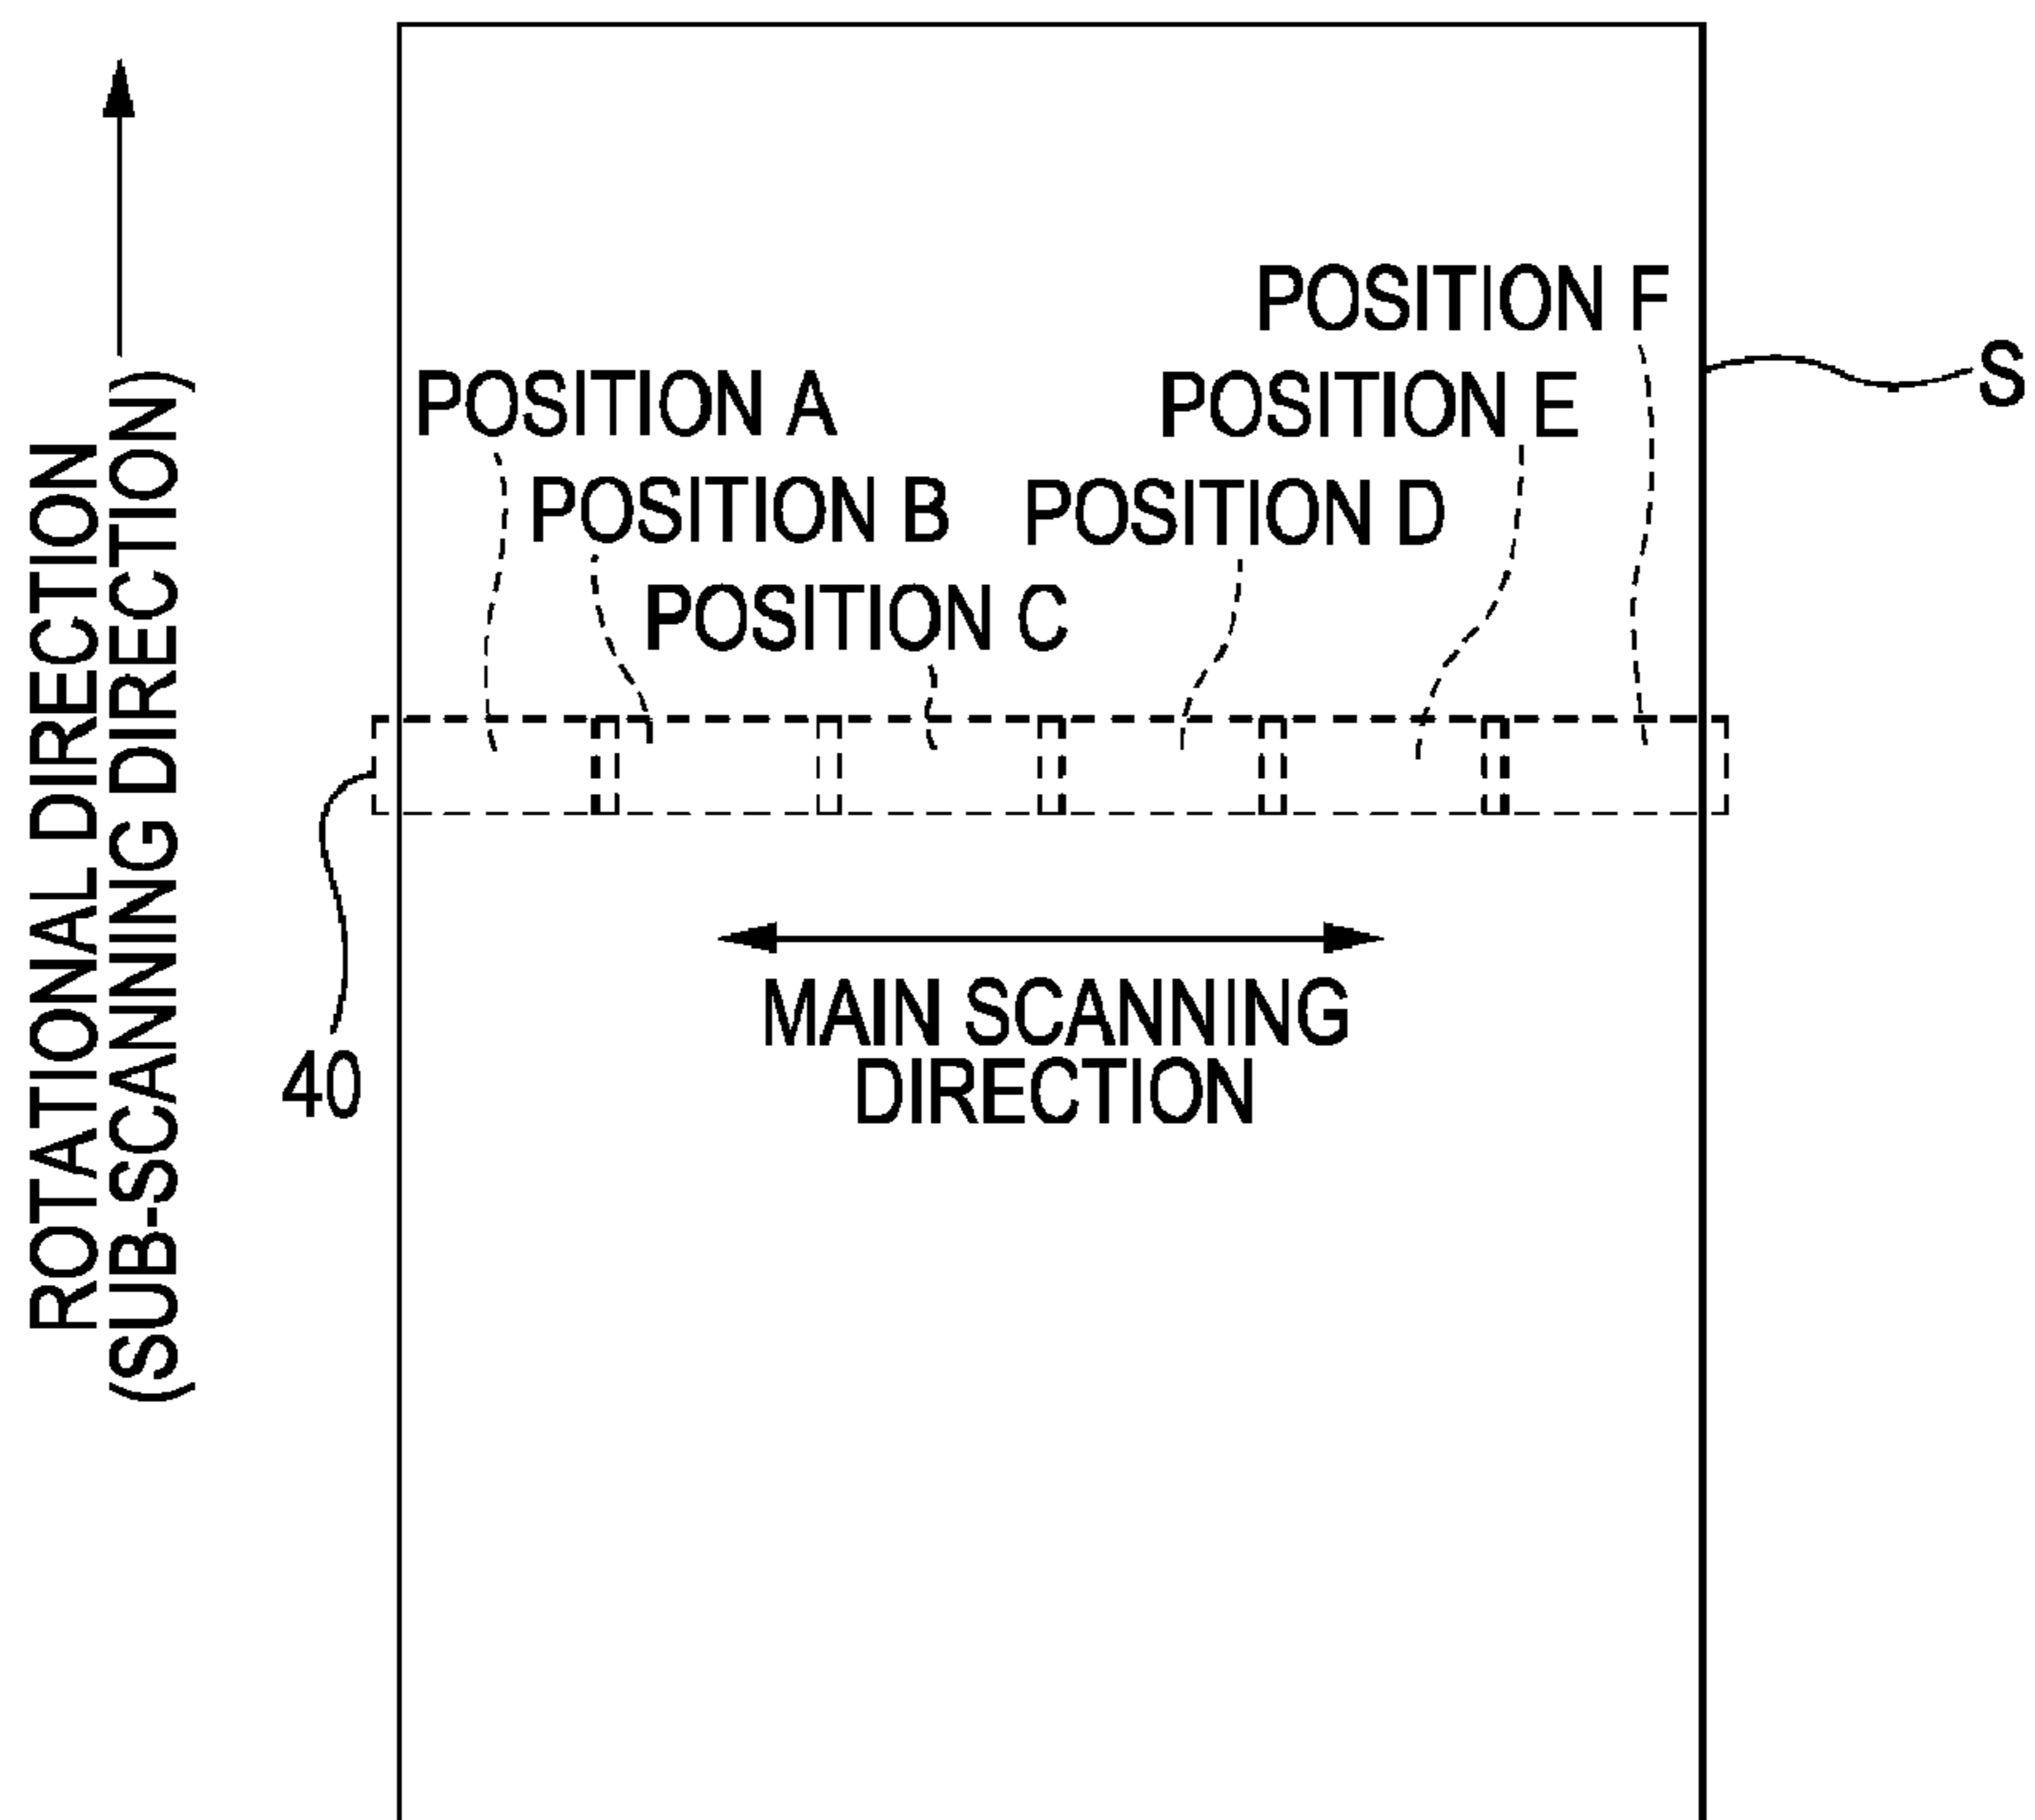 ROTATIONAL DIRECTION
(SUB-SCANNING DIRECTION)
POSITION F
S
POSITION A
POSITION E
POSITION B
POSITION D
POSITION C
40
MAIN SCANNING
DIRECTION